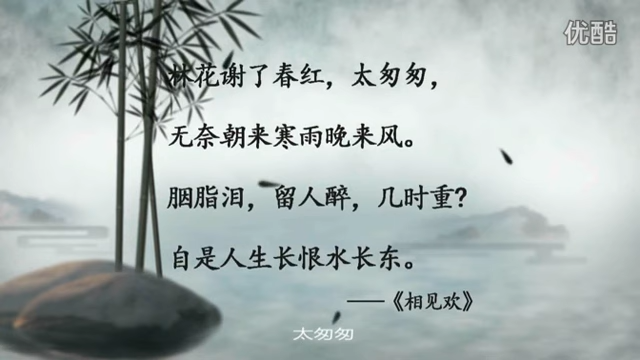 优酷
林花谢了春红，太匆匆，
无奈朝来寒雨晚来风。
胭脂泪，留人醉，几时重?
自是人生长恨水长东。
——《相见欢》
太匆匆